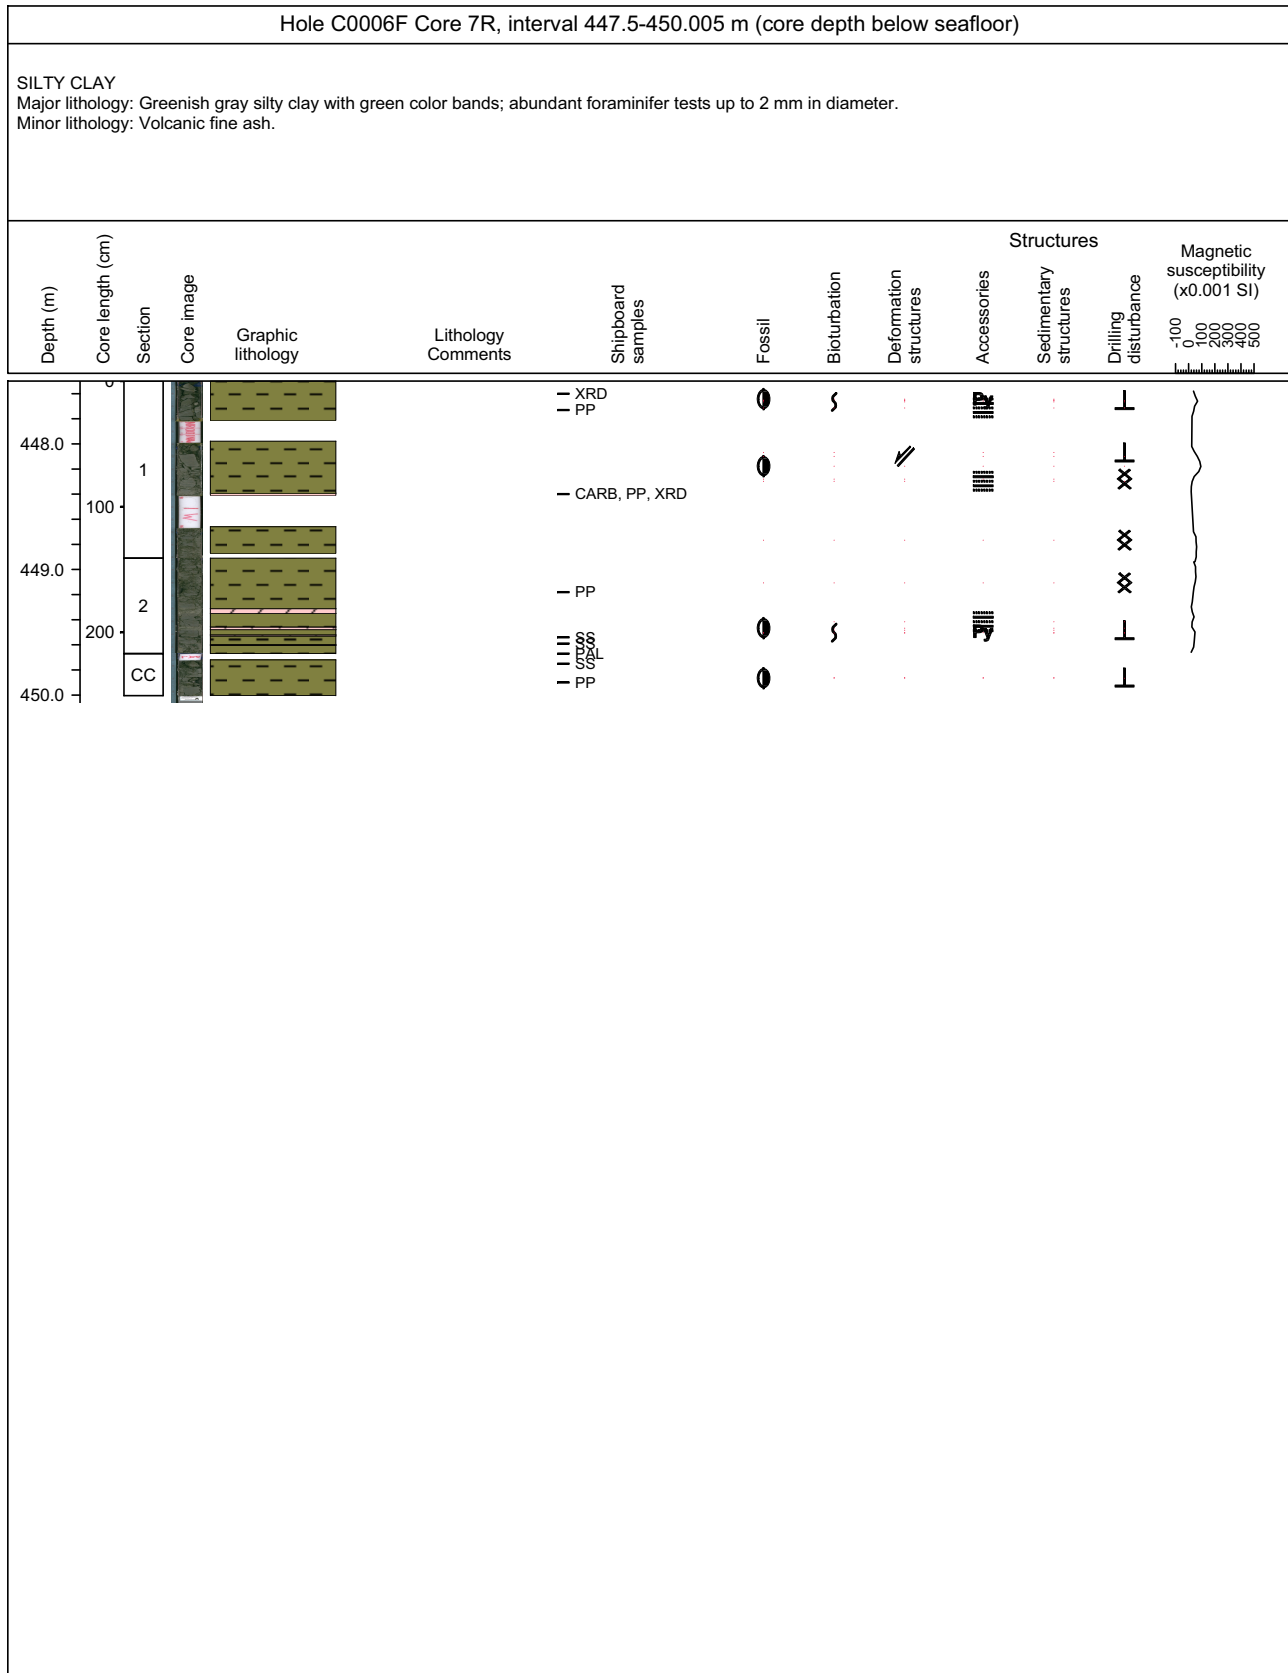 Hole C0006F Core 7R, interval 447.5-450.005 m (core depth below seafloor)
SILTY CLAY
Major lithology: Greenish gray silty clay with green color bands; abundant foraminifer tests up to 2 mm in diameter.
Minor lithology: Volcanic fine ash.
Depth (m)
Core length (cm)
Section
Core image
Graphic
lithology
Lithology
Comments
Shipboard
samples
Fossil
Bioturbation
Structures
Deformation
structures
Accessories
Sedimentary
structures
Drilling
disturbance
Magnetic
susceptibility
(x0.001 SI)
-100
0
100
200
300
400
500
0
XRD
Py
PP
448.0
1
100
IW
CARB, PP, XRD
449.0
2
PP
200
SS
Py
SS
PAL
SS
CC
PP
450.0